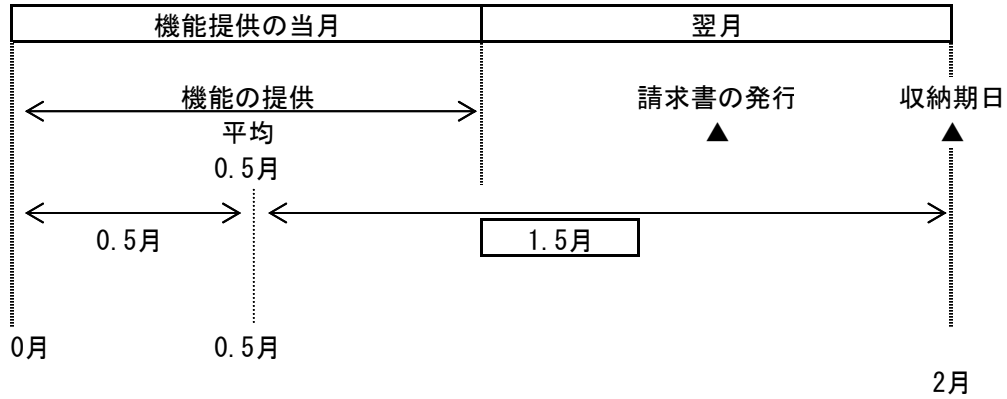 機能提供の当月 翌月
機能の提供 請求書の発行 収納期日
平均 ▲ ▲
0.5月
0.5月 1.5月
0月 0.5月
2月